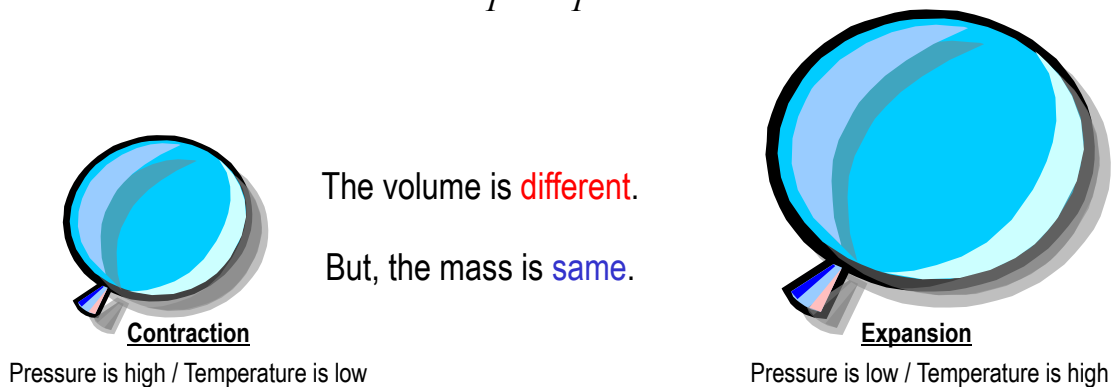 The volume is different.
But, the mass is same.
Contraction
Expansion
Pressure is high / Temperature is low
Pressure is low / Temperature is high